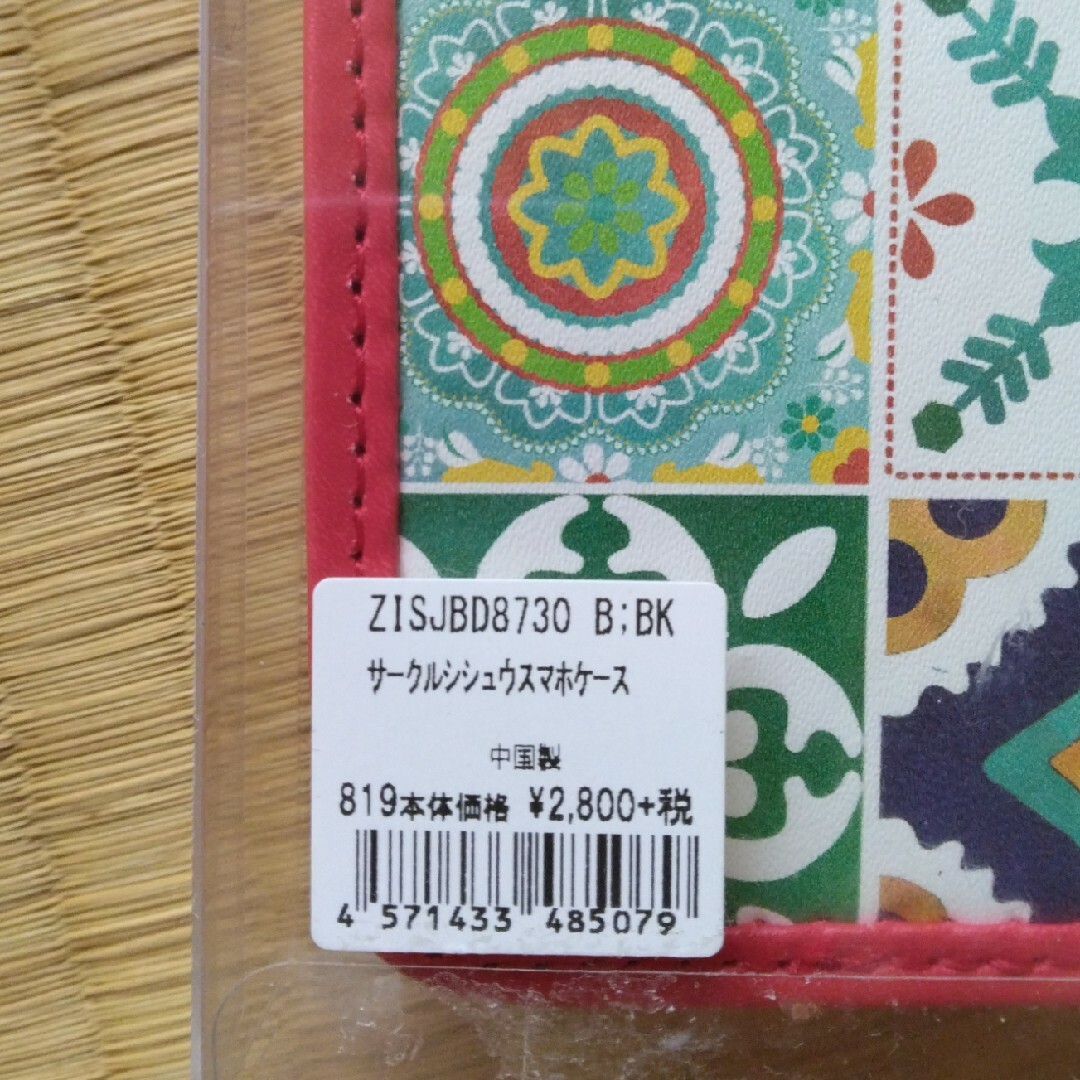 ZISJBD8730 B;BK
サークルシシュウスマホケース
中国製
819本体価格 ¥2,800+税
4 571433 485079